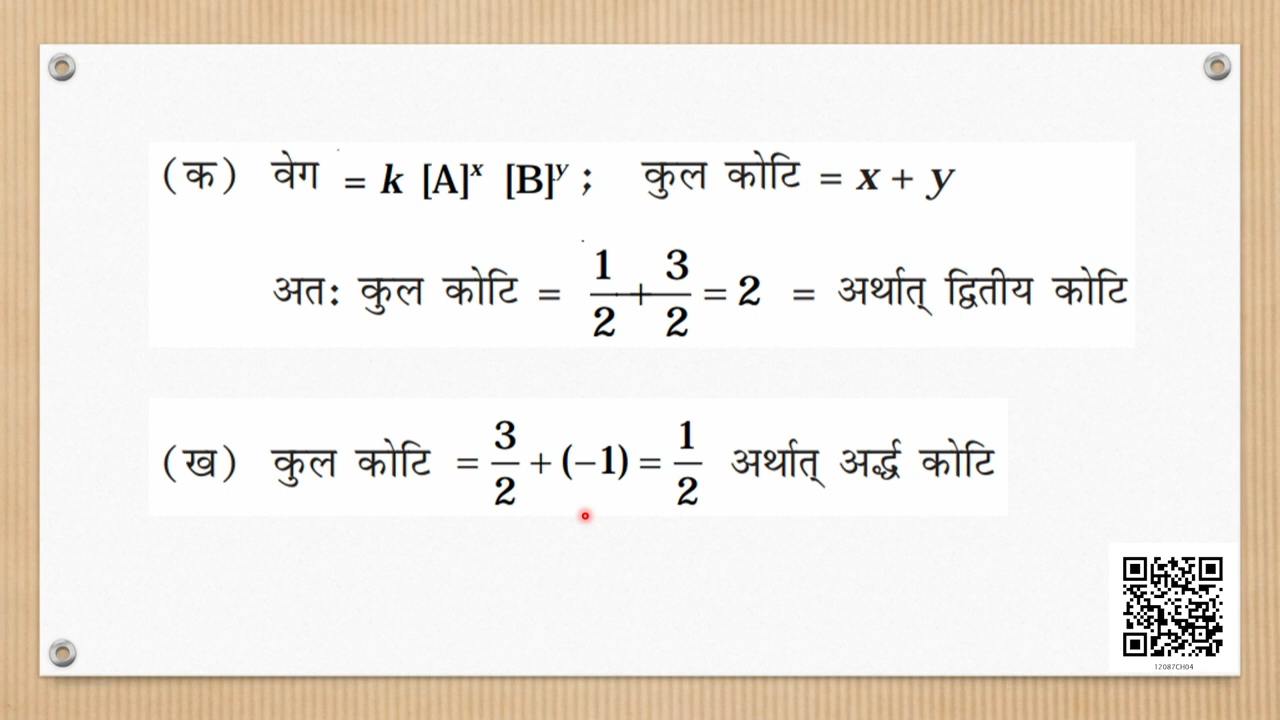 (क) वेग = k [A]ˣ [B]ʸ ; कुल कोटि = x + y
अत: कुल कोटि = 1/2 + 3/2 = 2 = अर्थात् द्वितीय कोटि
(ख) कुल कोटि = 3/2 + (−1) = 1/2 अर्थात् अर्द्ध कोटि
12087CH04